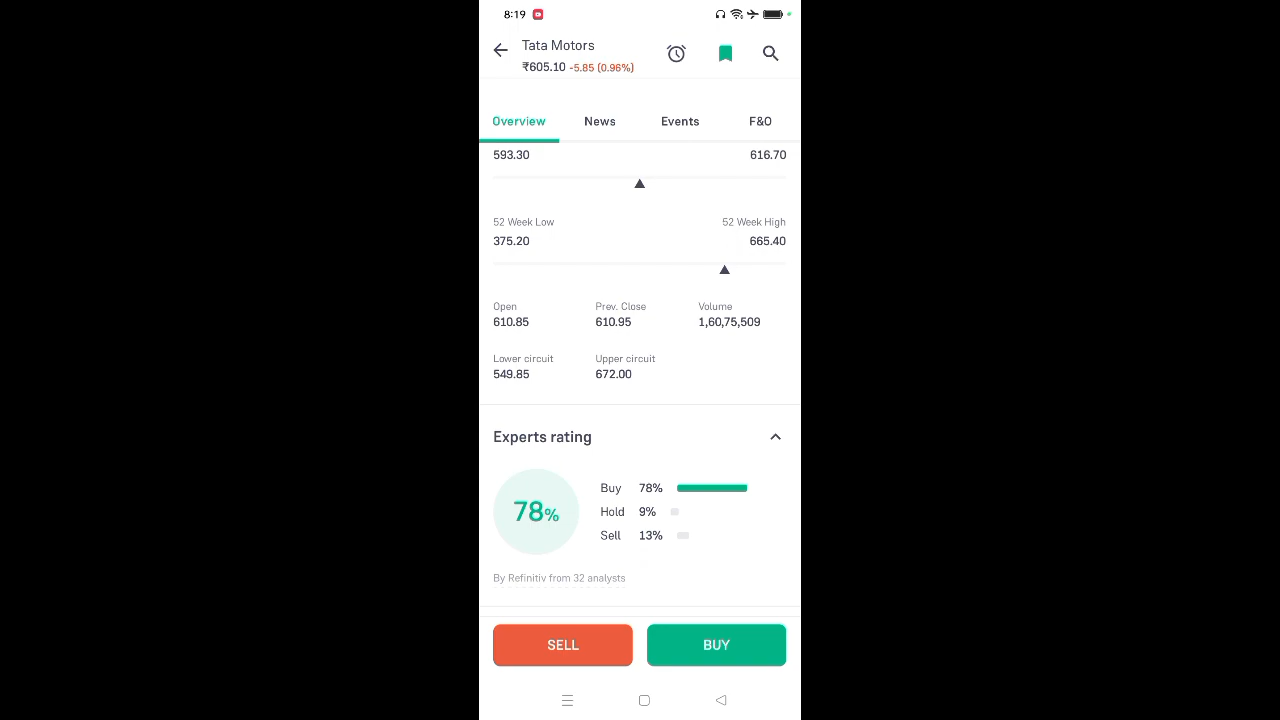 8:19
Tata Motors
₹605.10 -5.85 (0.96%)
Overview News Events F&O
593.30 616.70
52 Week Low 52 Week High
375.20 665.40
Open Prev. Close Volume
610.85 610.95 1,60,75,509
Lower circuit Upper circuit
549.85 672.00
Experts rating
78%
Buy 78%
Hold 9%
Sell 13%
By Refinitiv from 32 analysts
SELL BUY